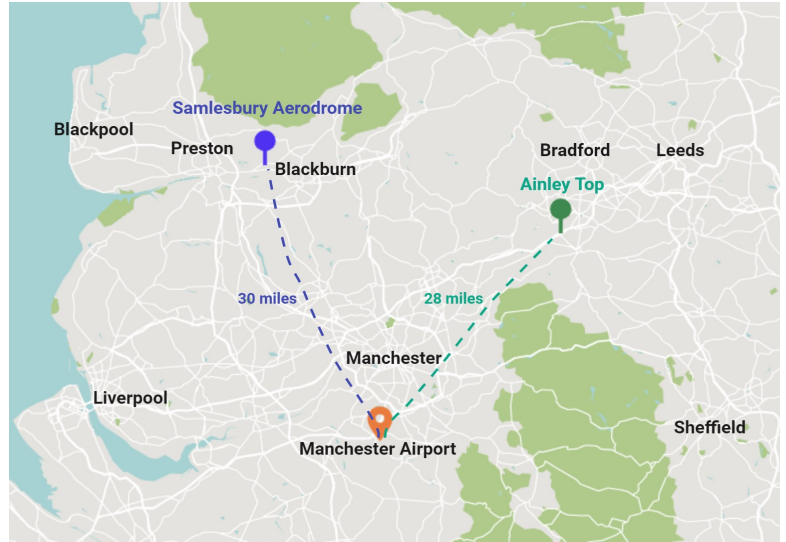 Samlesbury Aerodrome
Blackpool
Preston
Bradford
Leeds
Blackburn
Ainley Top
30 miles
28 miles
Manchester
Liverpool
Sheffield
Manchester Airport